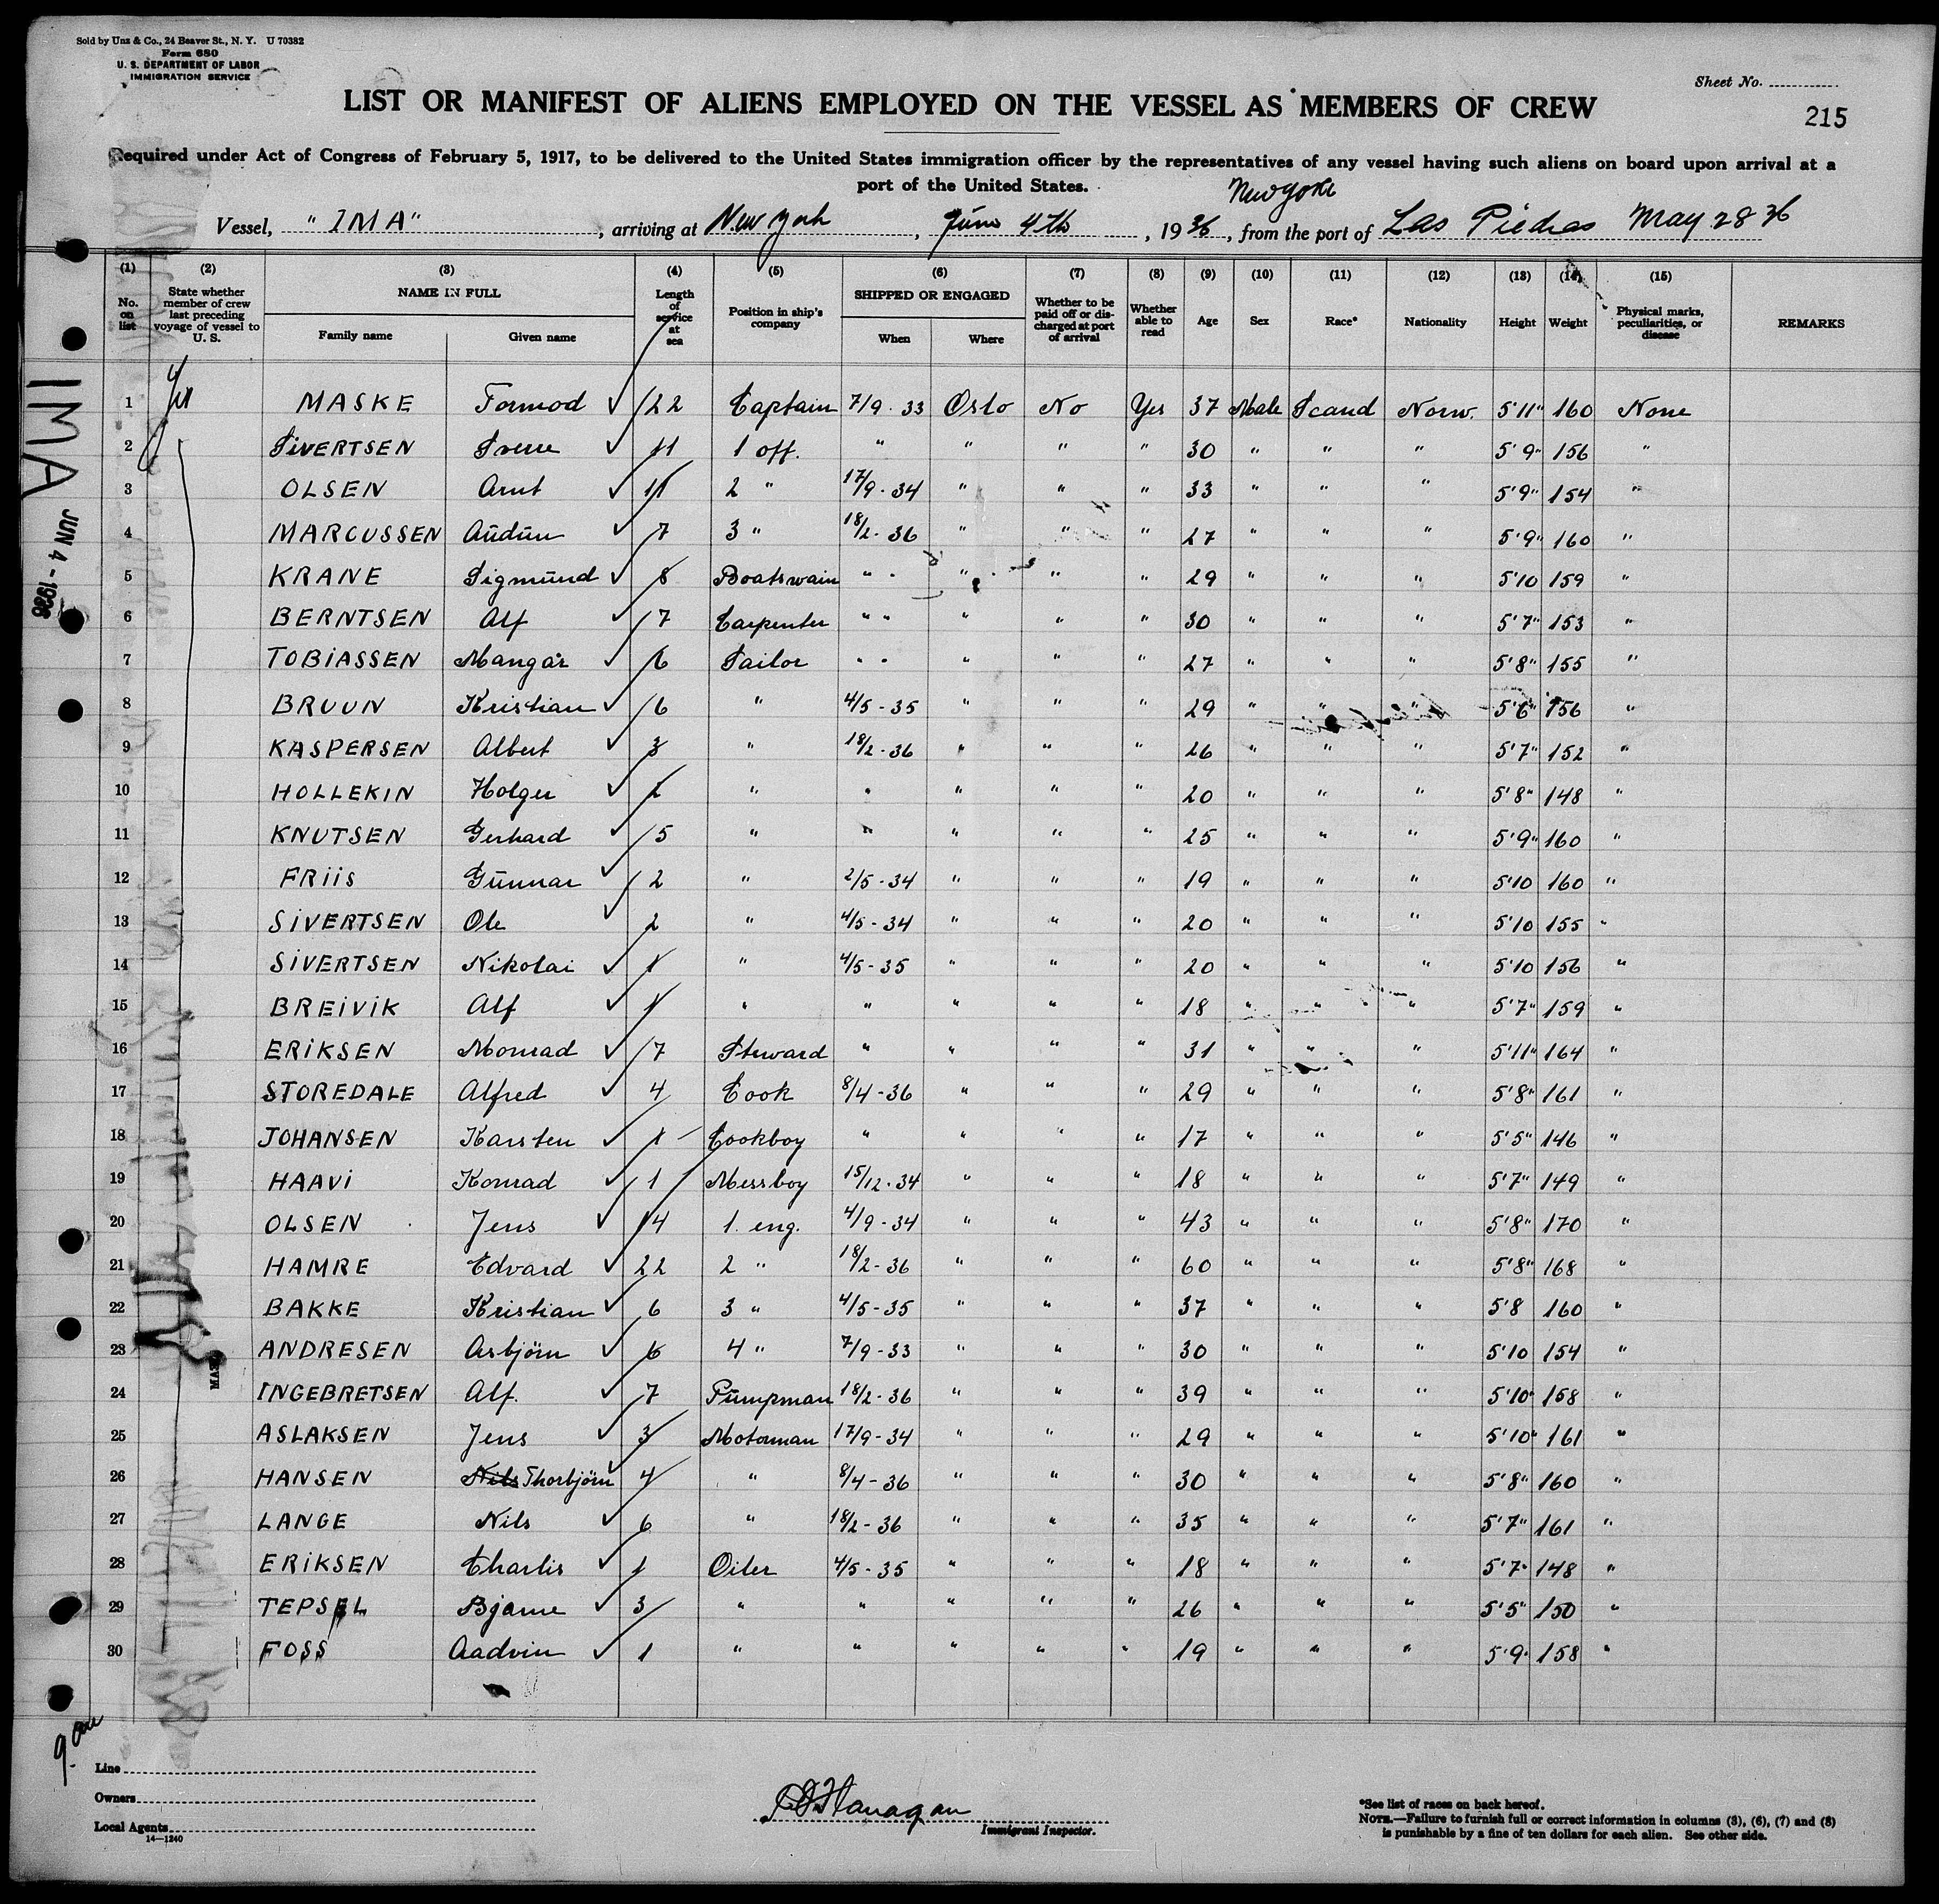 Sold by Unz & Co., 24 Beaver St., N. Y. U 70382
Form 680
U. S. DEPARTMENT OF LABOR
IMMIGRATION SERVICE
Sheet No.
LIST OR MANIFEST OF ALIENS EMPLOYED ON THE VESSEL AS MEMBERS OF CREW
215
Required under Act of Congress of February 5, 1917, to be delivered to the United States immigration officer by the representatives of any vessel having such aliens on board upon arrival at a
port of the United States.
New York
Vessel, "IMA", arriving at New York, June 4th, 1936, from the port of Las Piedras May 28 36
(1) (2) (3) (4) (5) (6) (7) (8) (9) (10) (11) (12) (13) (14) (15)
No. on list State whether member of crew last preceding voyage of vessel to U. S. NAME IN FULL Length of service at sea Position in ship's company SHIPPED OR ENGAGED Whether to be paid off or discharged at port of arrival Whether able to read Age Sex Race* Nationality Height Weight Physical marks, peculiarities, or disease REMARKS
Family name Given name When Where
1 Yes MASKE Tormod ✓ 22 Captain 7/9. 33 Oslo No Yes 37 Male Scand Norw. 5'11" 160 None
2 SIVERTSEN Sverre ✓ 11 1 off. " " " " 30 " " " 5'9" 156 "
3 OLSEN Arnt ✓ 11 2 " 17/9. 34 " " " 33 " " " 5'9" 154 "
4 MARCUSSEN Audun ✓ 7 3 " 18/2. 36 " " " 27 " " " 5'9" 160 "
5 KRANE Sigmund ✓ 8 Boatswain " " " " " 29 " " " 5'10 159 "
6 BERNTSEN Alf ✓ 7 Carpenter " " " " " 30 " " " 5'7" 153 "
7 TOBIASSEN Mangar ✓ 6 Sailor " " " " " 27 " " " 5'8" 155 "
8 BRUUN Kristian ✓ 6 " 4/5-35 " " " 29 " " " 5'6" 156 "
9 KASPERSEN Albert ✓ 3 " 18/2-36 " " " 26 " " " 5'7" 152 "
10 HOLLEKIN Holger ✓ " " " " " 20 " " " 5'8" 148 "
11 KNUTSEN Gerhard ✓ 5 " " " " " 25 " " " 5'9" 160 "
12 FRIIS Gunnar ✓ 2 " 2/5-34 " " " 19 " " " 5'10 160 "
13 SIVERTSEN Ole ✓ 2 " 4/5-34 " " " 20 " " " 5'10 155 "
14 SIVERTSEN Nikolai ✓ 1 " 4/5-35 " " " 20 " " " 5'10 156 "
15 BREIVIK Alf ✓ 1 " " " " " 18 " " " 5'7" 159 "
16 ERIKSEN Monrad ✓ 7 Steward " " " " 31 " " " 5'11" 164 "
17 STOREDALE Alfred ✓ 4 Cook 8/4-36 " " " 29 " " " 5'8" 161 "
18 JOHANSEN Karsten ✓ 1 Cookboy " " " " 17 " " " 5'5" 146 "
19 HAAVI Konrad ✓ 1 Messboy 15/12-34 " " " 18 " " " 5'7" 149 "
20 OLSEN Jens ✓ 14 1. eng. 4/9-34 " " " 43 " " " 5'8" 170 "
21 HAMRE Edvard ✓ 22 2 " 18/2-36 " " " 60 " " " 5'8" 168 "
22 BAKKE Kristian ✓ 6 3 " 4/5-35 " " " 37 " " " 5'8 160 "
23 ANDRESEN Asbjörn ✓ 6 4 " 7/9-33 " " " 30 " " " 5'10 154 "
24 INGEBRETSEN Alf. ✓ 7 Pumpman 18/2-36 " " " 39 " " " 5'10" 158 "
25 ASLAKSEN Jens ✓ 3 Motorman 17/9-34 " " " 29 " " " 5'10" 161 "
26 HANSEN Nils Thorbjörn ✓ 4 " 8/4-36 " " " 30 " " " 5'8" 160 "
27 LANGE Nils ✓ 6 " 18/2-36 " " " 35 " " " 5'7" 161 "
28 ERIKSEN Charlis ✓ 1 Oiler 4/5-35 " " " 18 " " " 5'7" 148 "
29 TEPSEL Bjarne ✓ 3 " " " " " 26 " " " 5'5" 150 "
30 FOSS Aadvin ✓ 1 " " " " " 19 " " " 5'9" 158 "
IMA
JUN 4 - 1936
Line
Owners
Local Agents
14—1240
Flanagan
Immigrant Inspector.
*See list of races on back hereof.
NOTE.—Failure to furnish full or correct information in columns (3), (6), (7) and (8)
is punishable by a fine of ten dollars for each alien. See other side.